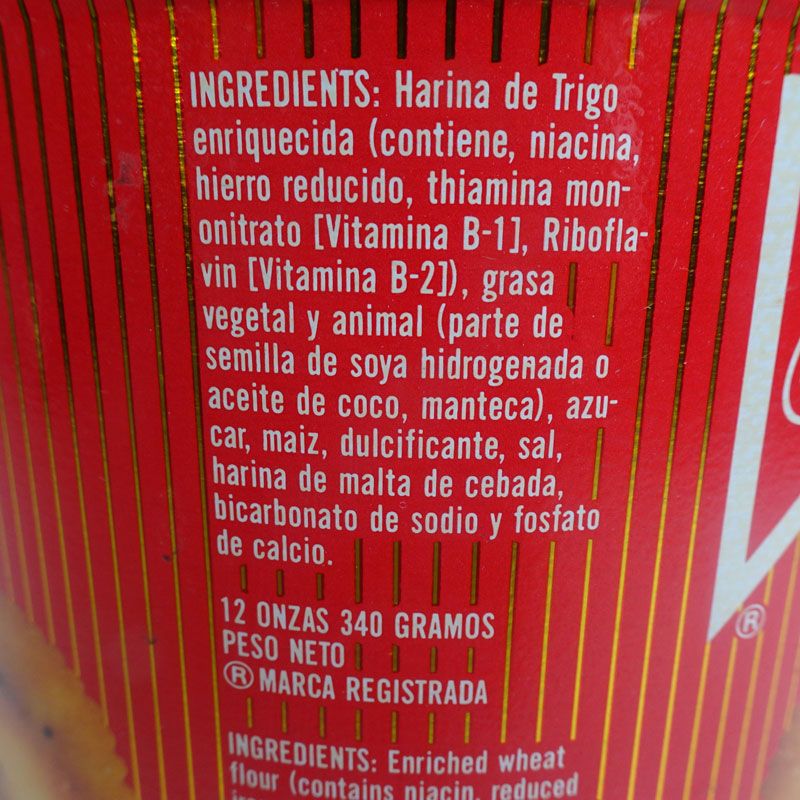 INGREDIENTS: Harina de Trigo
enriquecida (contiene, niacina,
hierro reducido, thiamina mon-
onitrato [Vitamina B-1], Ribofla-
vin [Vitamina B-2]), grasa
vegetal y animal (parte de
semilla de soya hidrogenada o
aceite de coco, manteca), azu-
car, maiz, dulcificante, sal,
harina de malta de cebada,
bicarbonato de sodio y fosfato
de calcio.
12 ONZAS 340 GRAMOS
PESO NETO
® MARCA REGISTRADA
®
INGREDIENTS: Enriched wheat
flour (contains niacin, reduced